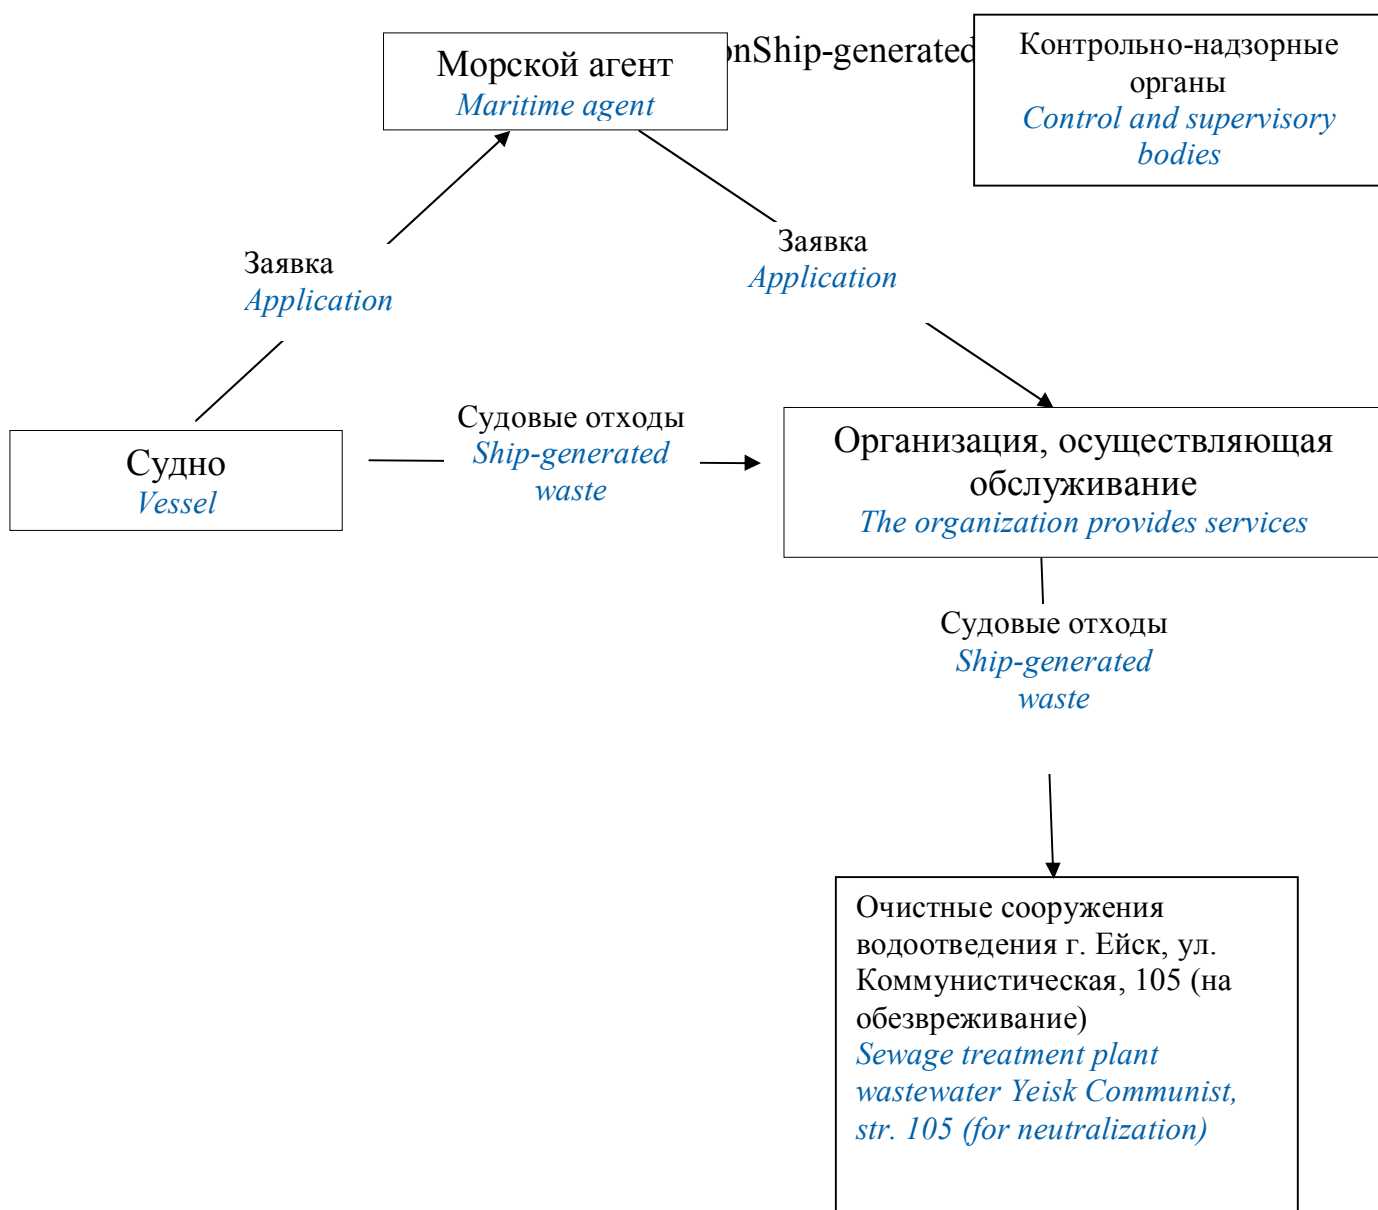 Морской агент
Maritime agent
onShip-generated
Контрольно-надзорные
органы
Control and supervisory
bodies
Заявка
Application
Заявка
Application
Судно
Vessel
Судовые отходы
Ship-generated
waste
Организация, осуществляющая
обслуживание
The organization provides services
Судовые отходы
Ship-generated
waste
Очистные сооружения
водоотведения г. Ейск, ул.
Коммунистическая, 105 (на
обезвреживание)
Sewage treatment plant
wastewater Yeisk Communist,
str. 105 (for neutralization)